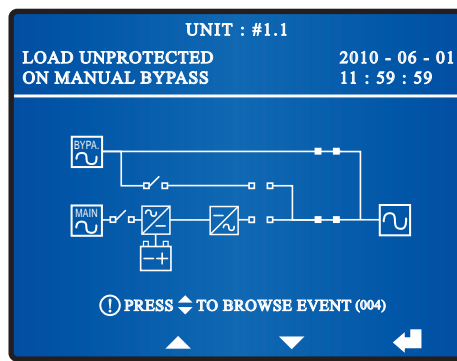 UNIT : #1.1
LOAD UNPROTECTED 2010 - 06 - 01
ON MANUAL BYPASS 11 : 59 : 59
BYPA.
MAIN
PRESS TO BROWSE EVENT (004)